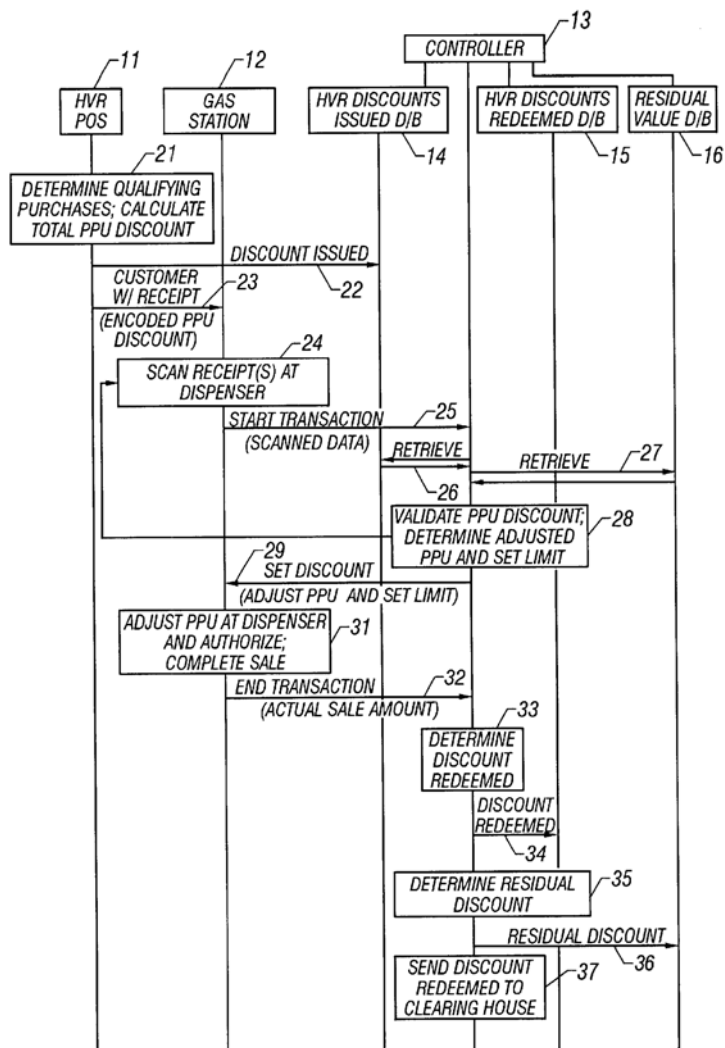 13
CONTROLLER
11
12
HVR
POS
GAS
STATION
HVR DISCOUNTS
ISSUED D/B
HVR DISCOUNTS
REDEEMED D/B
RESIDUAL
VALUE D/B
14
15
16
21
DETERMINE QUALIFYING
PURCHASES; CALCULATE
TOTAL PPU DISCOUNT
DISCOUNT ISSUED
22
CUSTOMER
W/ RECEIPT
23
(ENCODED PPU
DISCOUNT)
24
SCAN RECEIPT(S) AT
DISPENSER
START TRANSACTION
25
(SCANNED DATA)
RETRIEVE
26
RETRIEVE
27
VALIDATE PPU DISCOUNT;
DETERMINE ADJUSTED
PPU AND SET LIMIT
28
29
SET DISCOUNT
(ADJUST PPU AND SET LIMIT)
ADJUST PPU AT DISPENSER
AND AUTHORIZE;
COMPLETE SALE
31
END TRANSACTION
32
(ACTUAL SALE AMOUNT)
33
DETERMINE
DISCOUNT
REDEEMED
DISCOUNT
REDEEMED
34
DETERMINE RESIDUAL
DISCOUNT
35
RESIDUAL DISCOUNT
36
SEND DISCOUNT
REDEEMED TO
CLEARING HOUSE
37